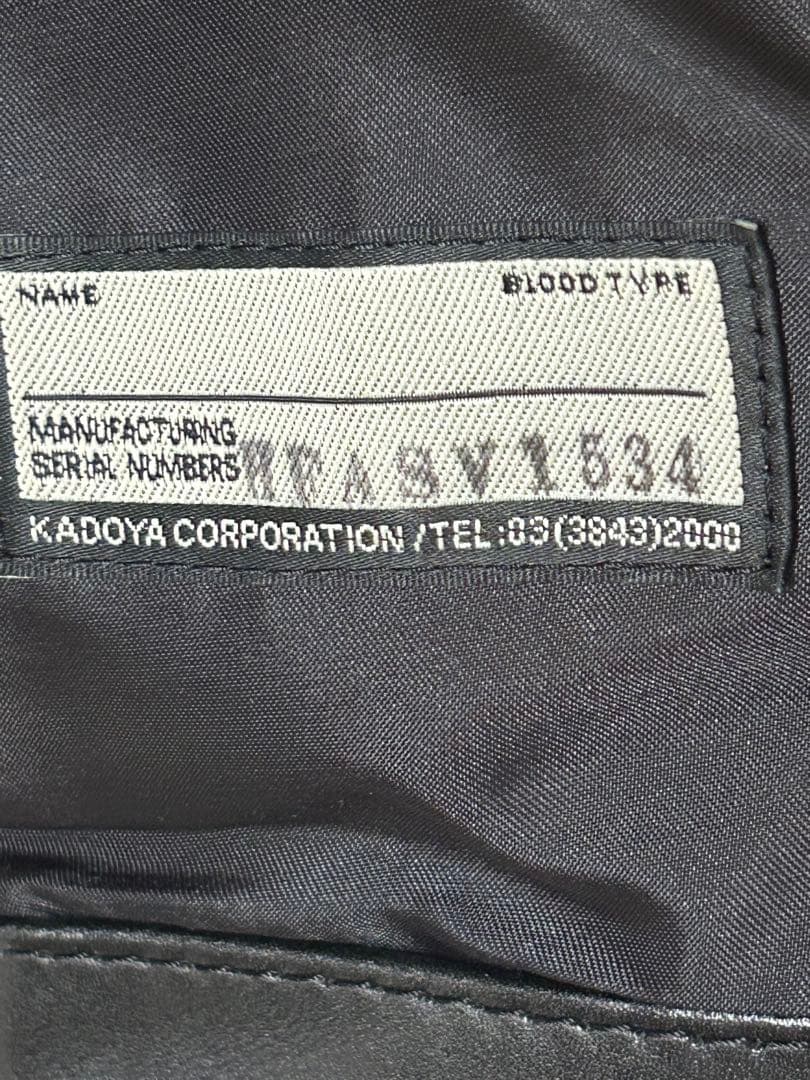 NAME BLOOD TYPE
MANUFACTURING
SERIAL NUMBERS
KADOYA CORPORATION /TEL:03(3843)2000